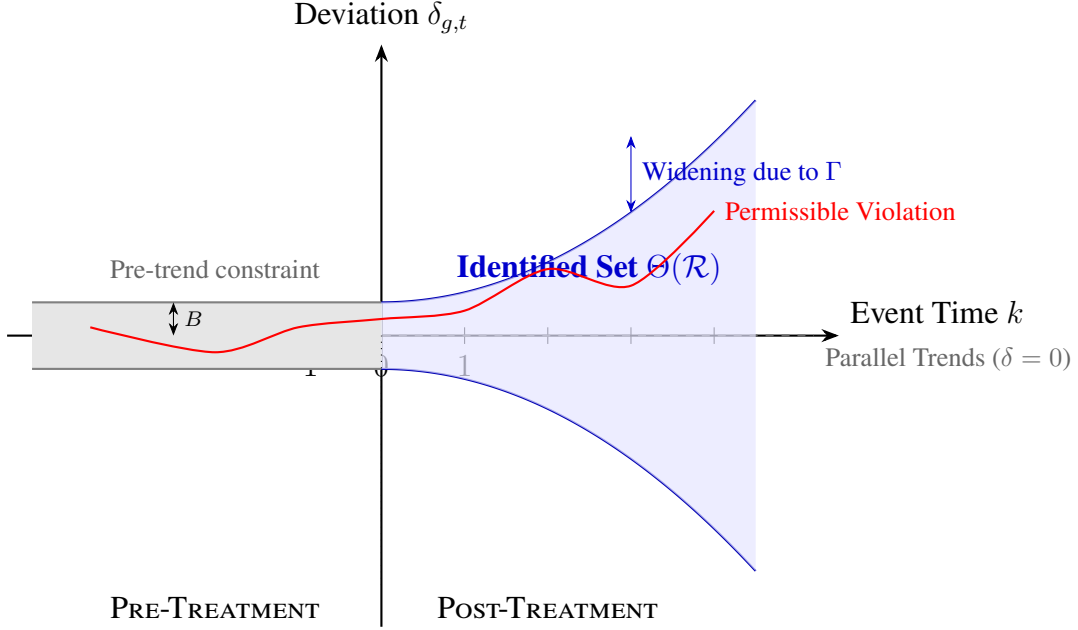 Deviation δ_{g,t}
Widening due to Γ
Permissible Violation
Pre-trend constraint
Identified Set Θ(ℛ)
B
Event Time k
Parallel Trends (δ = 0)
0 1
PRE-TREATMENT
POST-TREATMENT